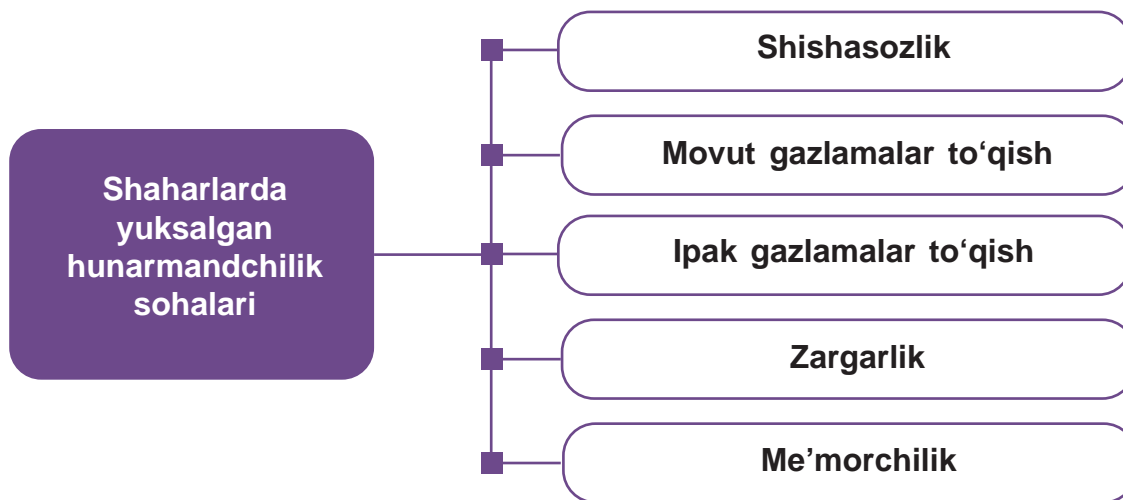 Shaharlarda
yuksalgan
hunarmandchilik
sohalari
Shishasozlik
Movut gazlamalar to‘qish
Ipak gazlamalar to‘qish
Zargarlik
Me’morchilik